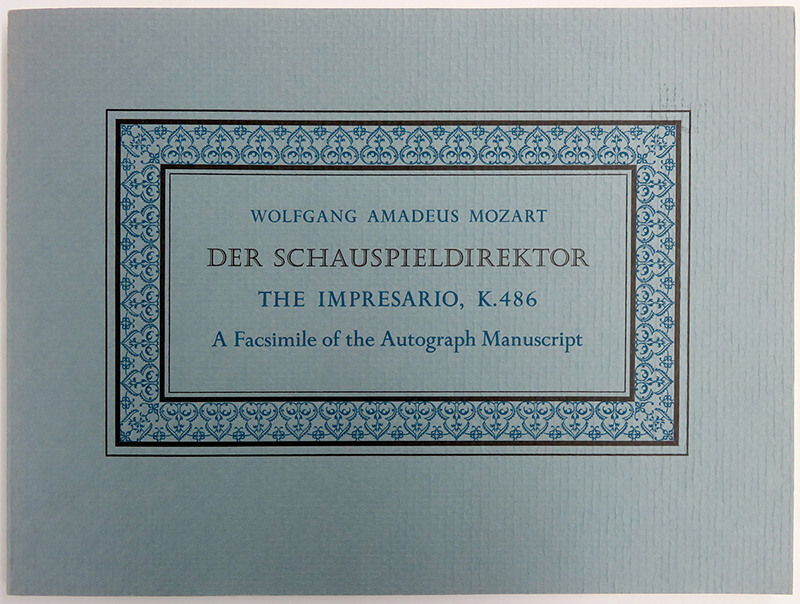 WOLFGANG AMADEUS MOZART
DER SCHAUSPIELDIREKTOR
THE IMPRESARIO, K.486
A Facsimile of the Autograph Manuscript